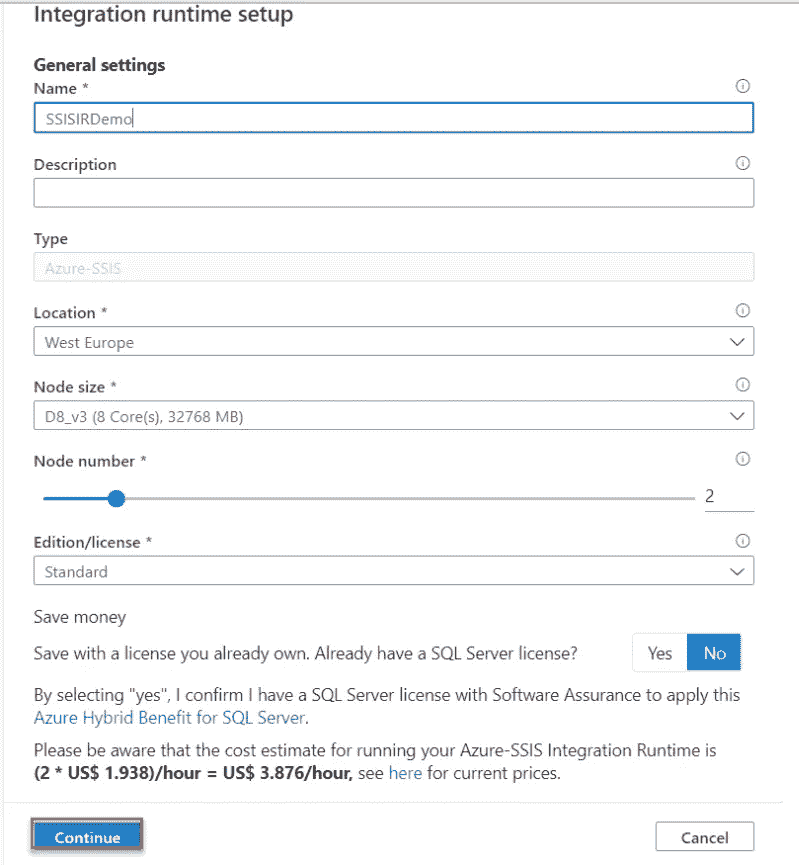 Integration runtime setup
General settings
Name *
SSISIRDemo
Description
Type
Azure-SSIS
Location *
West Europe
Node size *
D8_v3 (8 Core(s), 32768 MB)
Node number *
2
Edition/license *
Standard
Save money
Save with a license you already own. Already have a SQL Server license?
Yes No
By selecting "yes", I confirm I have a SQL Server license with Software Assurance to apply this
Azure Hybrid Benefit for SQL Server.
Please be aware that the cost estimate for running your Azure-SSIS Integration Runtime is
(2 * US$ 1.938)/hour = US$ 3.876/hour, see here for current prices.
Continue Cancel